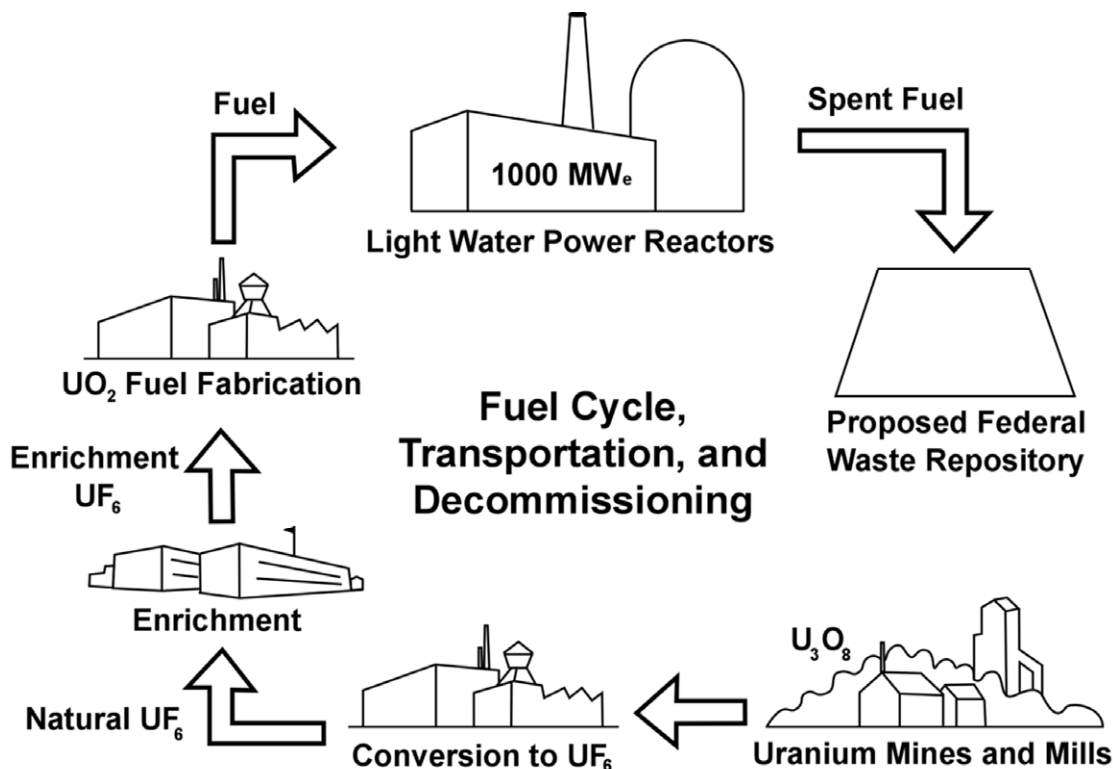 Fuel
Spent Fuel
1000 MWₑ
Light Water Power Reactors
UO₂ Fuel Fabrication
Fuel Cycle,
Transportation, and
Decommissioning
Proposed Federal
Waste Repository
Enrichment
UF₆
Enrichment
U₃O₈
Natural UF₆
Conversion to UF₆
Uranium Mines and Mills